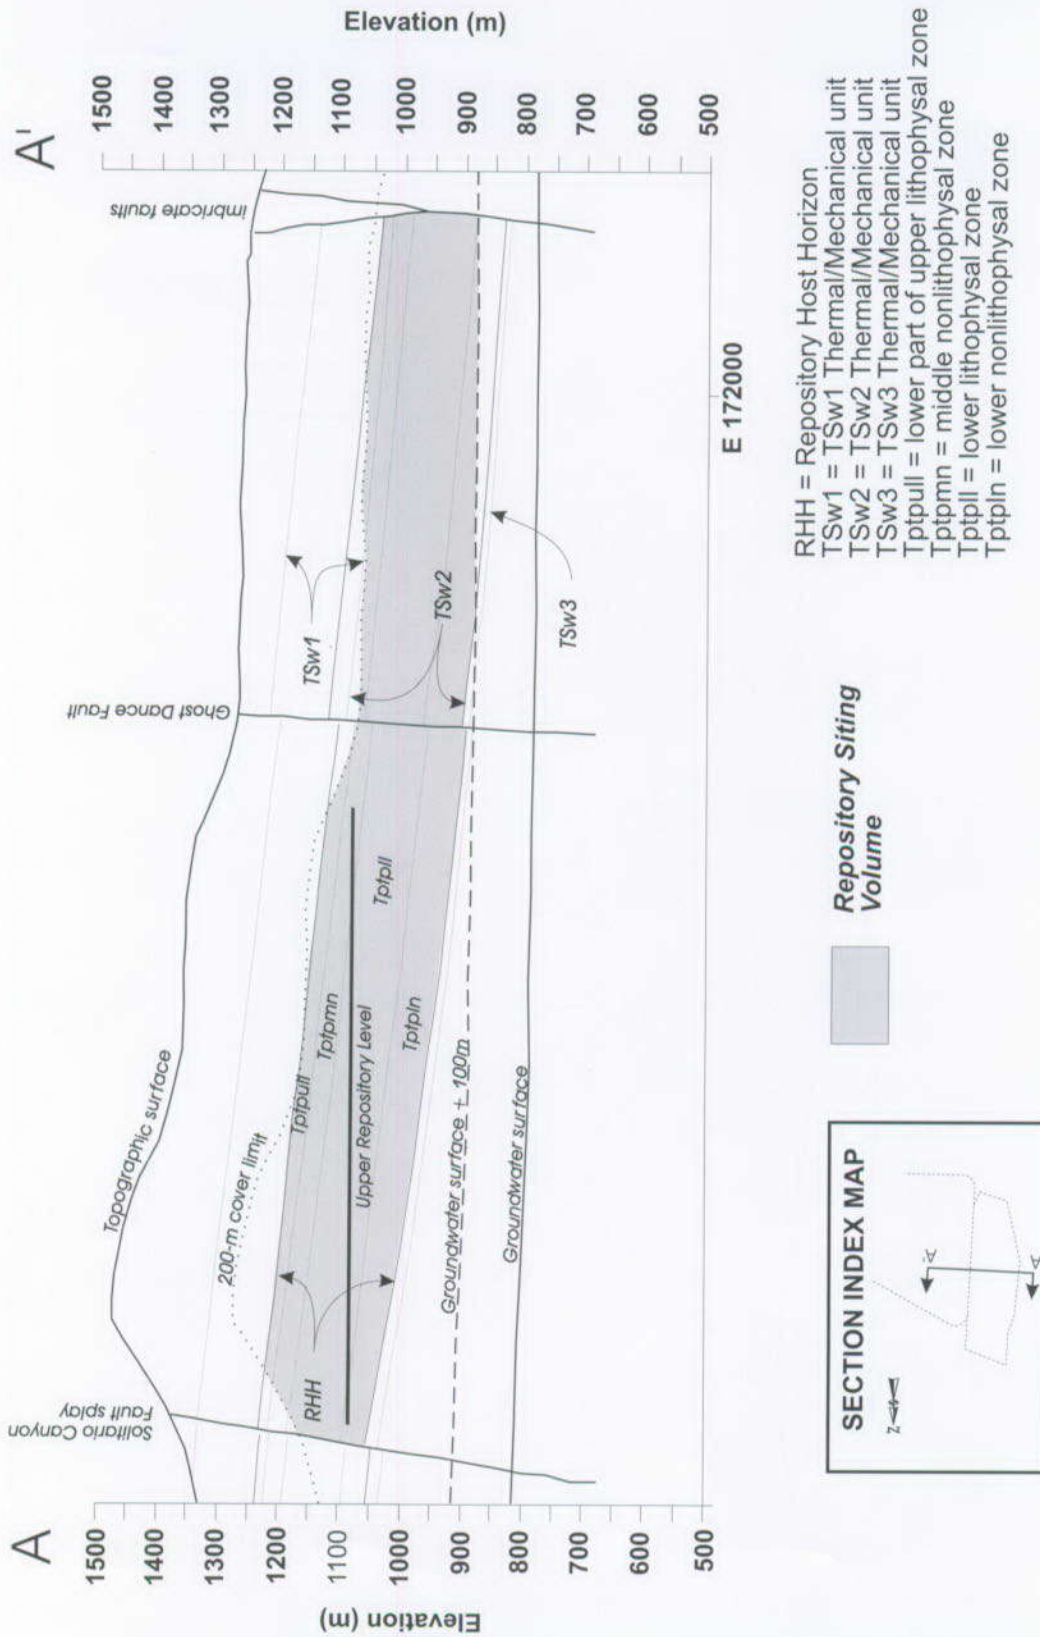 A
A'
Elevation (m)
1500
1400
1300
1200
1100
1000
900
800
700
600
500
Elevation (m)
1500
1400
1300
1200
1100
1000
900
800
700
600
500
Solitario Canyon
Fault splay
Topographic surface
200-m cover limit
Ghost Dance Fault
imbricate faults
TSw1
TSw2
TSw3
RHH
Tptpull
Tptpmn
Upper Repository Level
Tptpll
Tptpln
Groundwater surface + 100m
Groundwater surface
E 172000
SECTION INDEX MAP
N
A'
A
Repository Siting
Volume
RHH = Repository Host Horizon
TSw1 = TSw1 Thermal/Mechanical unit
TSw2 = TSw2 Thermal/Mechanical unit
TSw3 = TSw3 Thermal/Mechanical unit
Tptpull = lower part of upper lithophysal zone
Tptpmn = middle nonlithophysal zone
Tptpll = lower lithophysal zone
Tptpln = lower nonlithophysal zone